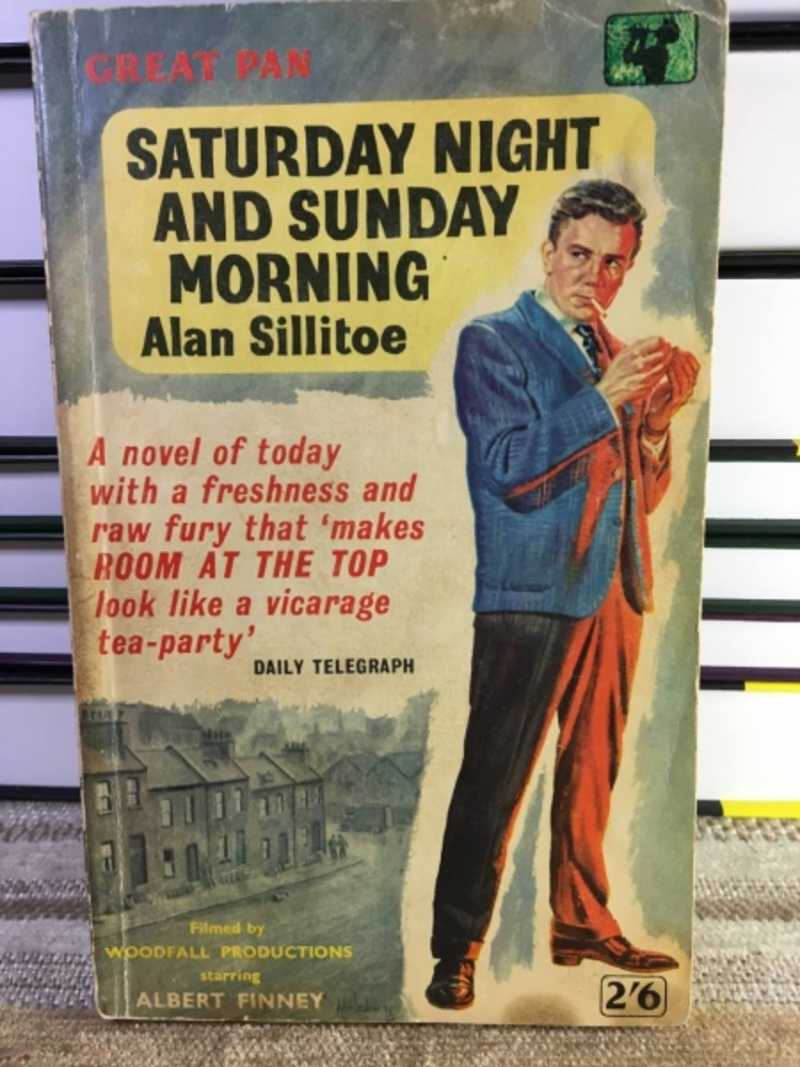 GREAT PAN
SATURDAY NIGHT
AND SUNDAY
MORNING
Alan Sillitoe
A novel of today
with a freshness and
raw fury that ‘makes
ROOM AT THE TOP
look like a vicarage
tea-party’
DAILY TELEGRAPH
Filmed by
WOODFALL PRODUCTIONS
starring
ALBERT FINNEY
2'6